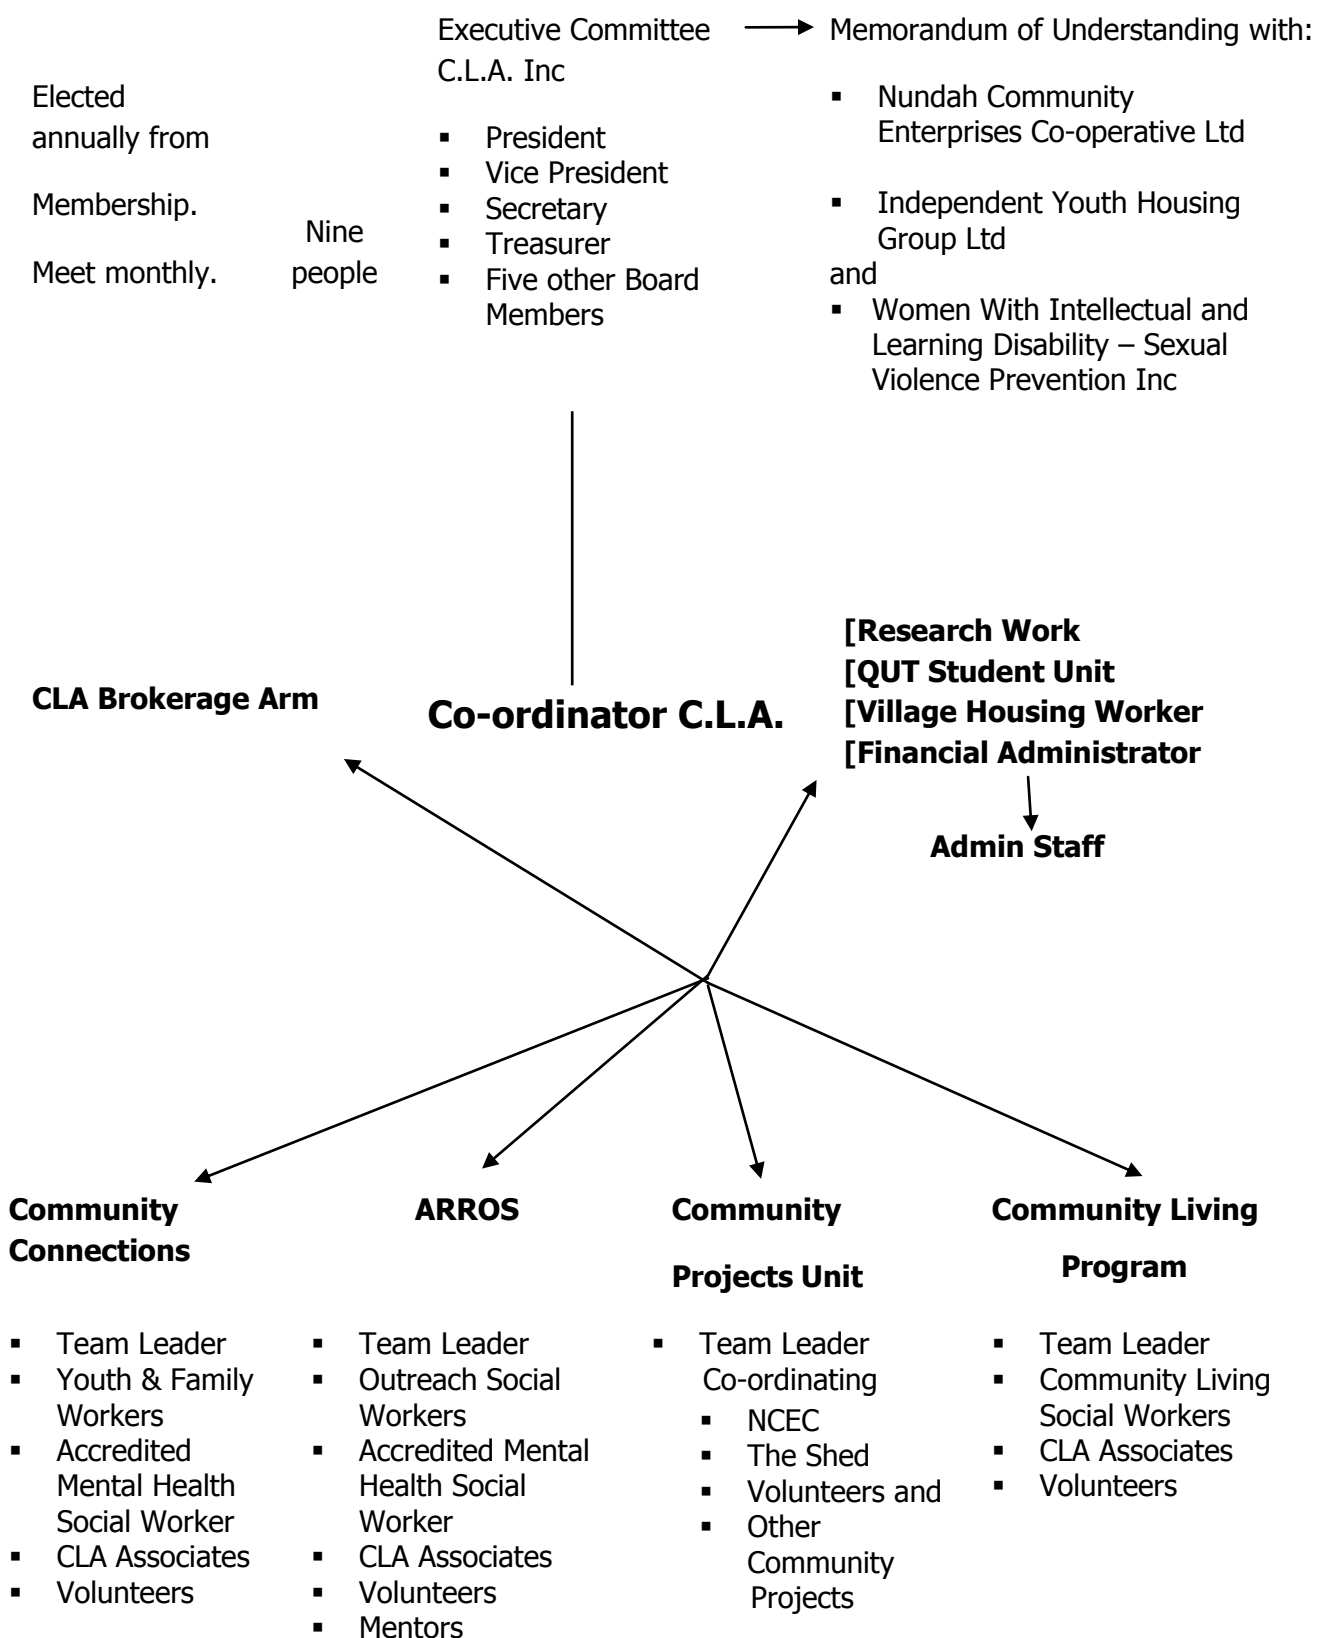 Executive Committee
C.L.A. Inc
Elected
annually from
Membership.
Meet monthly.
Nine
people
▪ President
▪ Vice President
▪ Secretary
▪ Treasurer
▪ Five other Board
Members
Memorandum of Understanding with:
▪ Nundah Community
Enterprises Co-operative Ltd
▪ Independent Youth Housing
Group Ltd
and
▪ Women With Intellectual and
Learning Disability – Sexual
Violence Prevention Inc
CLA Brokerage Arm
Co-ordinator C.L.A.
[Research Work
[QUT Student Unit
[Village Housing Worker
[Financial Administrator
Admin Staff
Community
Connections
▪ Team Leader
▪ Youth & Family
Workers
▪ Accredited
Mental Health
Social Worker
▪ CLA Associates
▪ Volunteers
ARROS
▪ Team Leader
▪ Outreach Social
Workers
▪ Accredited Mental
Health Social
Worker
▪ CLA Associates
▪ Volunteers
▪ Mentors
Community
Projects Unit
▪ Team Leader
Co-ordinating
▪ NCEC
▪ The Shed
▪ Volunteers and
▪ Other
Community
Projects
Community Living
Program
▪ Team Leader
▪ Community Living
Social Workers
▪ CLA Associates
▪ Volunteers